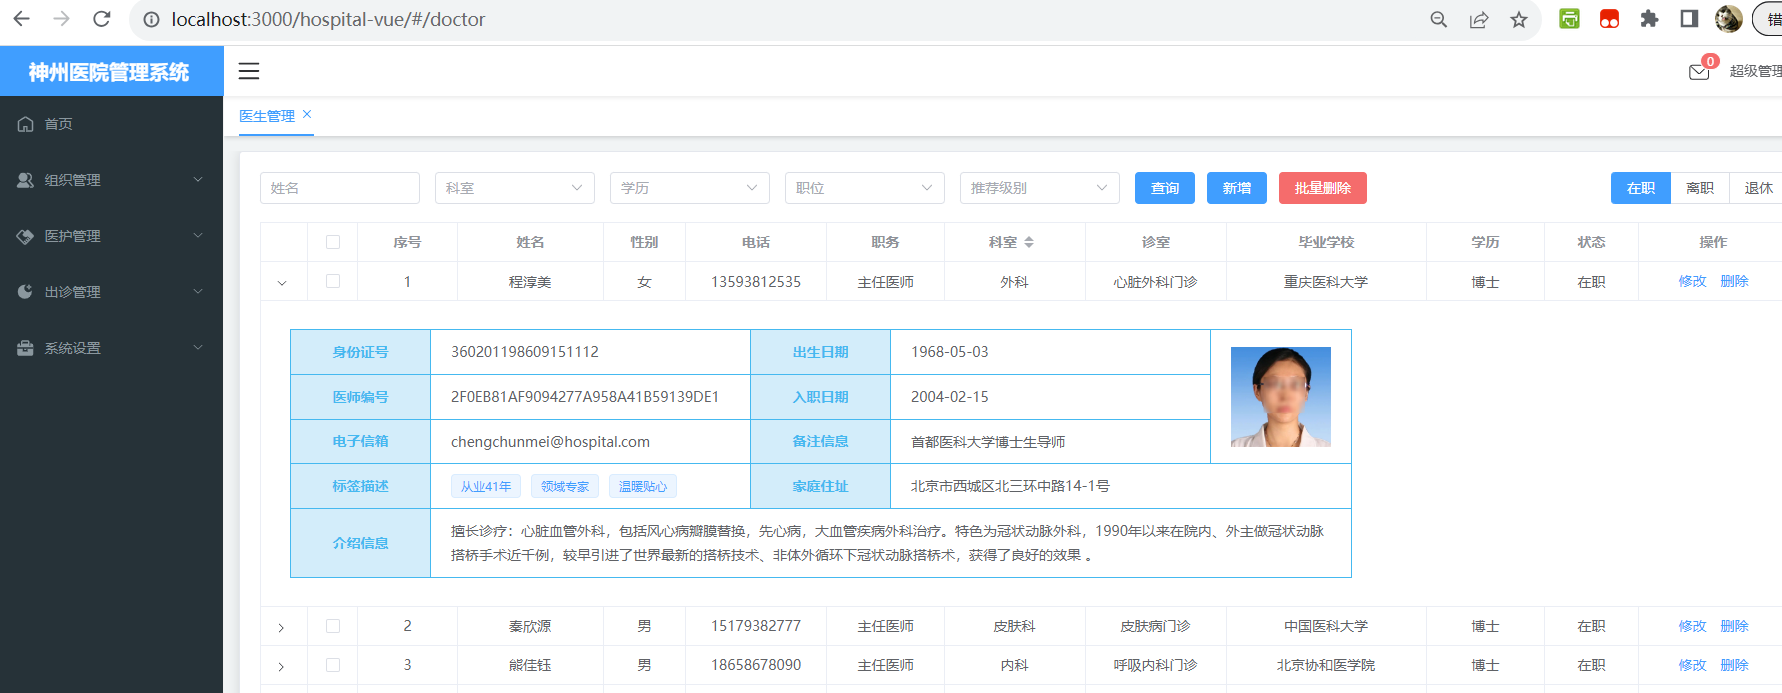 localhost:3000/hospital-vue/#/doctor 错
神州医院管理系统 0 超级管理
首页 医生管理
组织管理 姓名 科室 学历 职位 推荐级别 查询 新增 批量删除 在职 离职 退休
医护管理 序号 姓名 性别 电话 职务 科室 诊室 毕业学校 学历 状态 操作
出诊管理 1 程淳美 女 13593812535 主任医师 外科 心脏外科门诊 重庆医科大学 博士 在职 修改 删除
系统设置 身份证号 360201198609151112 出生日期 1968-05-03
医师编号 2F0EB81AF9094277A958A41B59139DE1 入职日期 2004-02-15
电子信箱 chengchunmei@hospital.com 备注信息 首都医科大学博士生导师
标签描述 从业41年 领域专家 温暖贴心 家庭住址 北京市西城区北三环中路14-1号
介绍信息 擅长诊疗：心脏血管外科，包括风心病瓣膜替换，先心病，大血管疾病外科治疗。特色为冠状动脉外科，1990年以来在院内、外主做冠状动脉
搭桥手术近千例，较早引进了世界最新的搭桥技术、非体外循环下冠状动脉搭桥术，获得了良好的效果 。
2 秦欣源 男 15179382777 主任医师 皮肤科 皮肤病门诊 中国医科大学 博士 在职 修改 删除
3 熊佳钰 男 18658678090 主任医师 内科 呼吸内科门诊 北京协和医学院 博士 在职 修改 删除